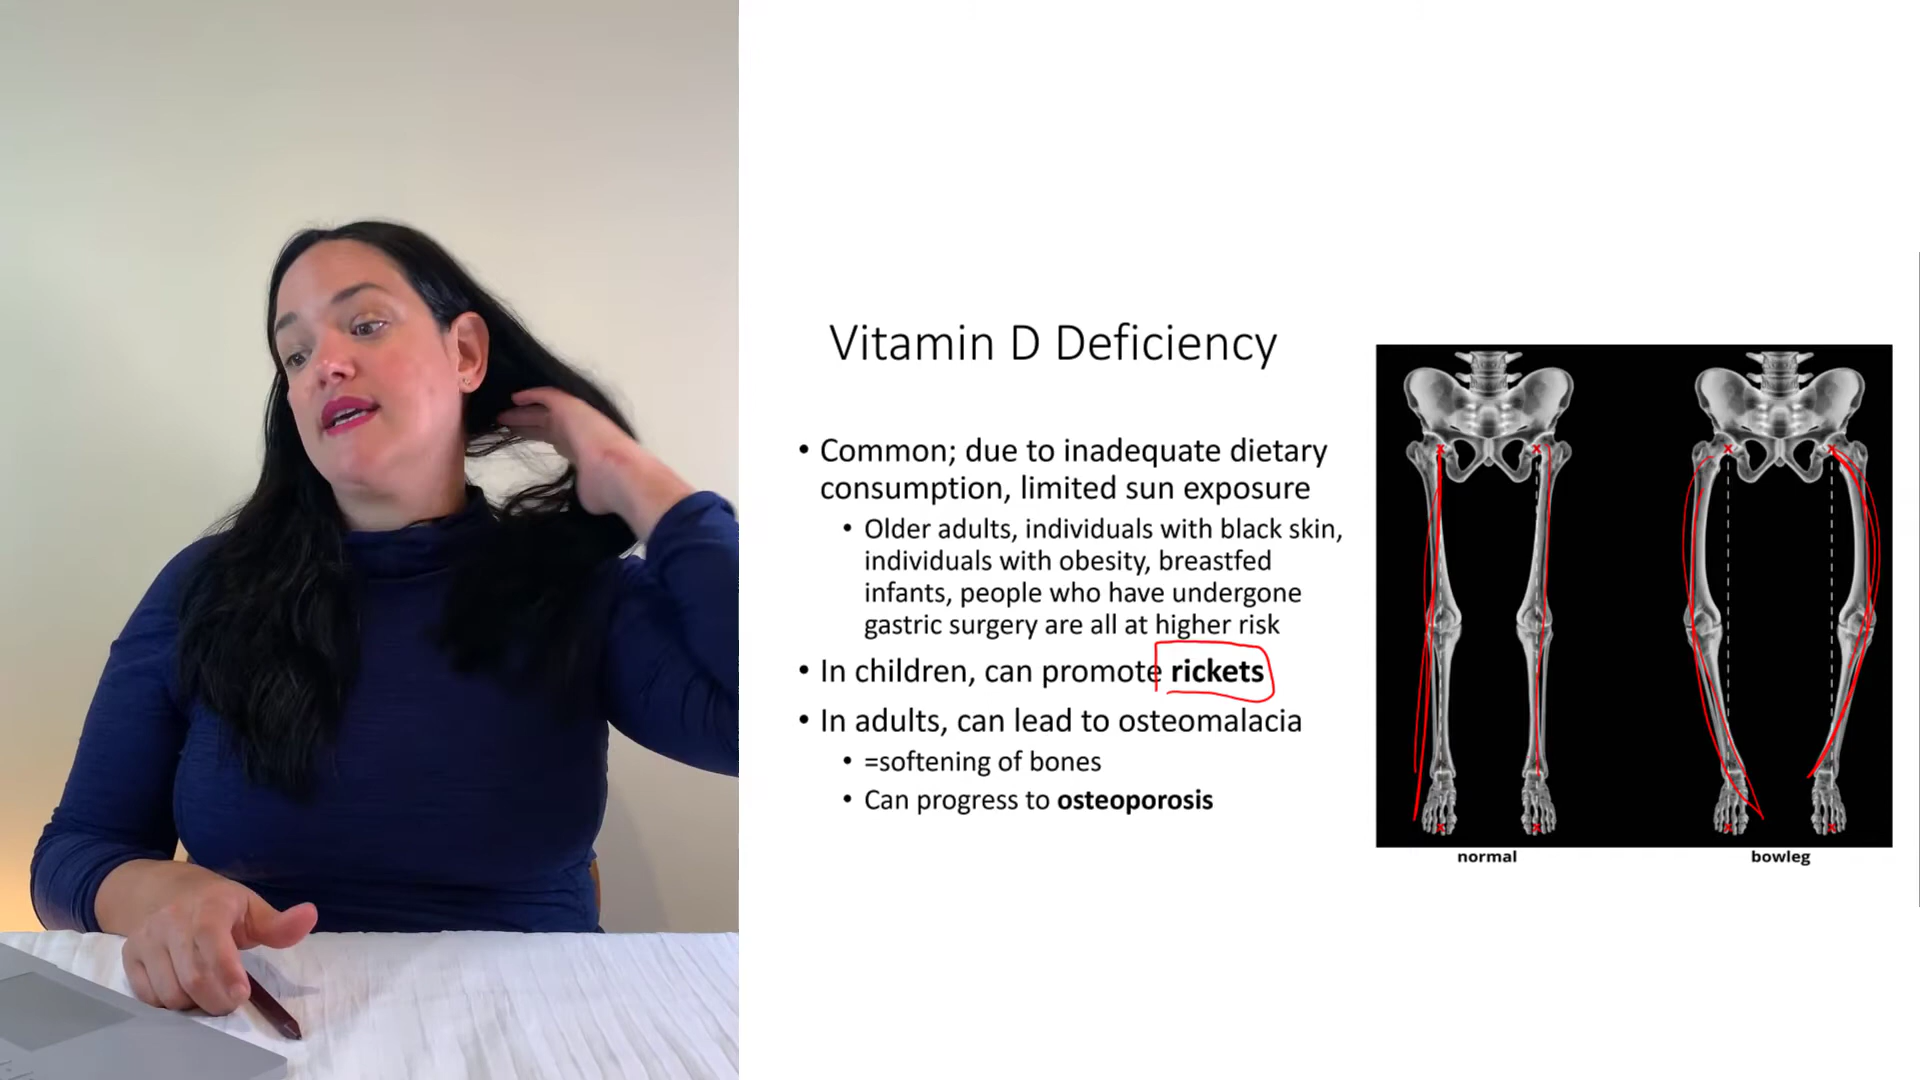 Vitamin D Deficiency
• Common; due to inadequate dietary
consumption, limited sun exposure
• Older adults, individuals with black skin,
individuals with obesity, breastfed
infants, people who have undergone
gastric surgery are all at higher risk
• In children, can promote rickets
• In adults, can lead to osteomalacia
• =softening of bones
• Can progress to osteoporosis
normal
bowleg